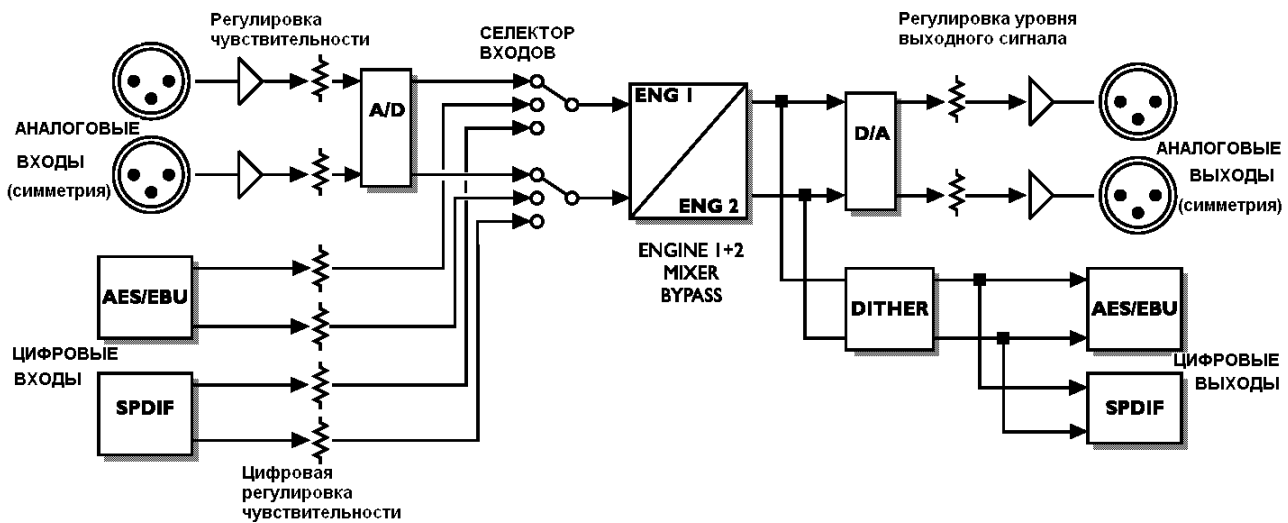 Регулировка
чувствительности
СЕЛЕКТОР
ВХОДОВ
Регулировка уровня
выходного сигнала
АНАЛОГОВЫЕ
ВХОДЫ
(симметрия)
A/D
ENG 1
ENG 2
ENGINE 1+2
MIXER
BYPASS
D/A
АНАЛОГОВЫЕ
ВЫХОДЫ
(симметрия)
AES/EBU
ЦИФРОВЫЕ
ВХОДЫ
SPDIF
Цифровая
регулировка
чувствительности
DITHER
AES/EBU
ЦИФРОВЫЕ
ВЫХОДЫ
SPDIF